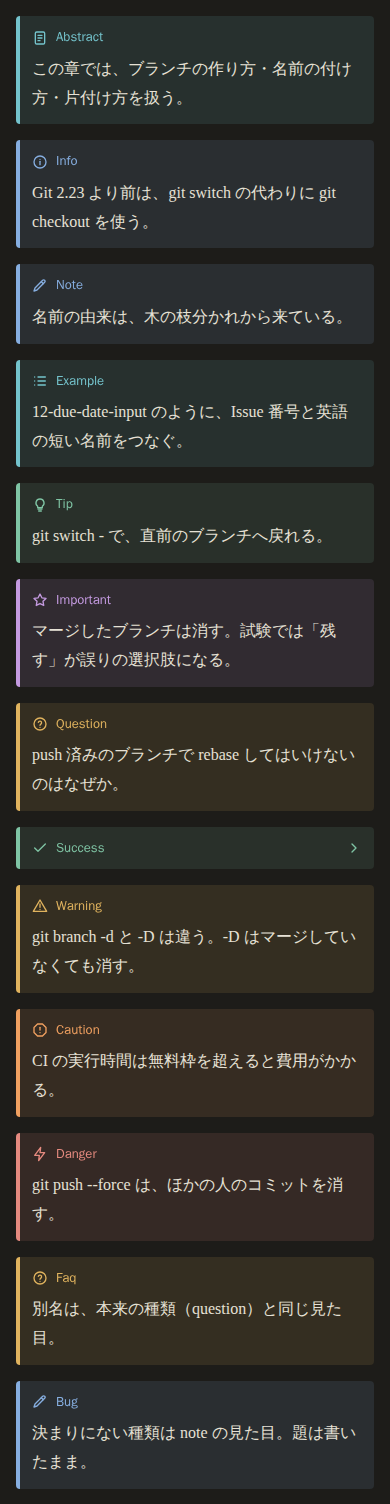 Abstract
この章では、ブランチの作り方・名前の付け
方・片付け方を扱う。
Info
Git 2.23 より前は、git switch の代わりに git
checkout を使う。
Note
名前の由来は、木の枝分かれから来ている。
Example
12-due-date-input のように、Issue 番号と英語
の短い名前をつなぐ。
Tip
git switch - で、直前のブランチへ戻れる。
Important
マージしたブランチは消す。試験では「残
す」が誤りの選択肢になる。
Question
push 済みのブランチで rebase してはいけない
のはなぜか。
Success
Warning
git branch -d と -D は違う。-D はマージしてい
なくても消す。
Caution
CI の実行時間は無料枠を超えると費用がかか
る。
Danger
git push --force は、ほかの人のコミットを消
す。
Faq
別名は、本来の種類（question）と同じ見た
目。
Bug
決まりにない種類は note の見た目。題は書い
たまま。